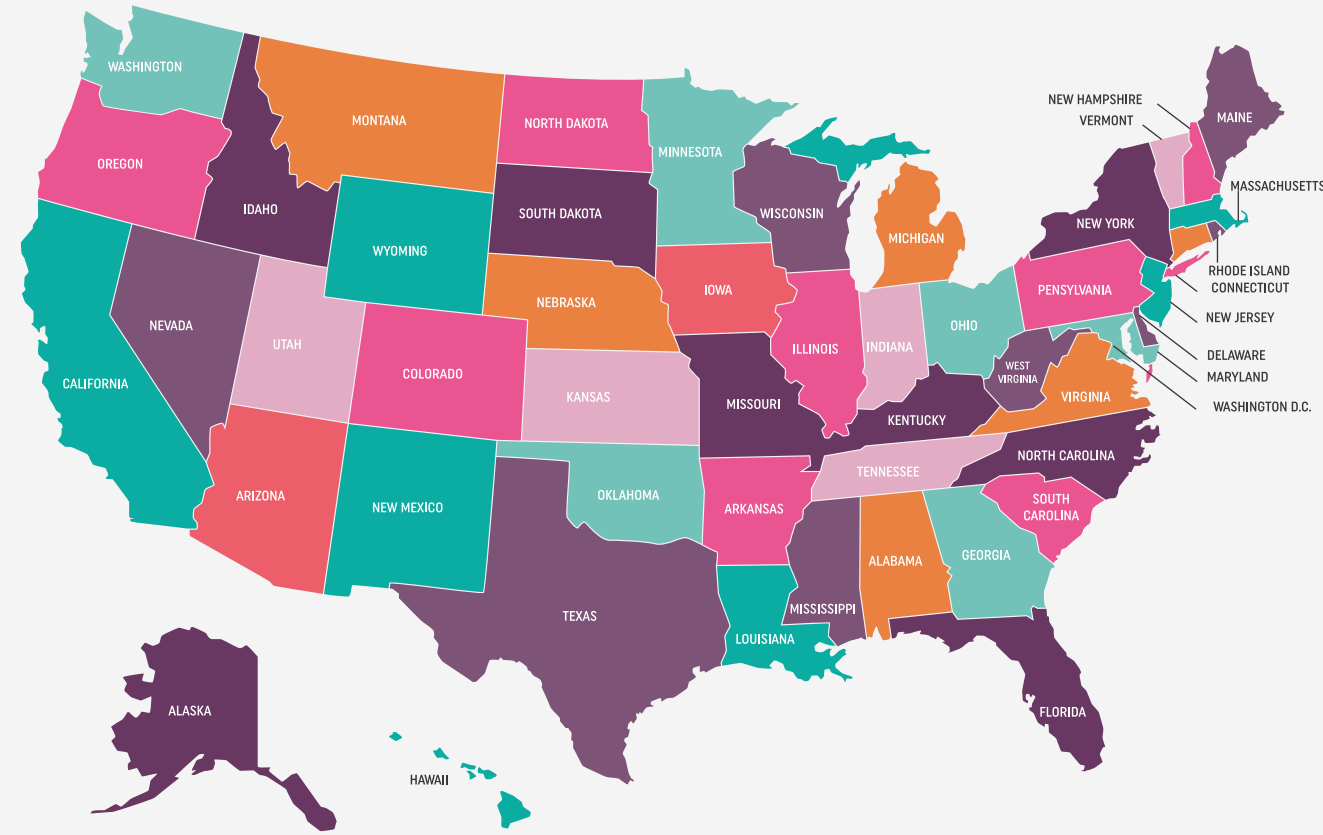 WASHINGTON
OREGON
CALIFORNIA
NEVADA
IDAHO
MONTANA
WYOMING
UTAH
ARIZONA
COLORADO
NEW MEXICO
NORTH DAKOTA
SOUTH DAKOTA
NEBRASKA
KANSAS
OKLAHOMA
TEXAS
MINNESOTA
IOWA
MISSOURI
ARKANSAS
LOUISIANA
WISCONSIN
ILLINOIS
MICHIGAN
INDIANA
OHIO
KENTUCKY
TENNESSEE
MISSISSIPPI
ALABAMA
GEORGIA
FLORIDA
SOUTH
CAROLINA
NORTH CAROLINA
VIRGINIA
WEST
VIRGINIA
PENSYLVANIA
NEW YORK
VERMONT
NEW HAMPSHIRE
MAINE
MASSACHUSETTS
RHODE ISLAND
CONNECTICUT
NEW JERSEY
DELAWARE
MARYLAND
WASHINGTON D.C.
ALASKA
HAWAII